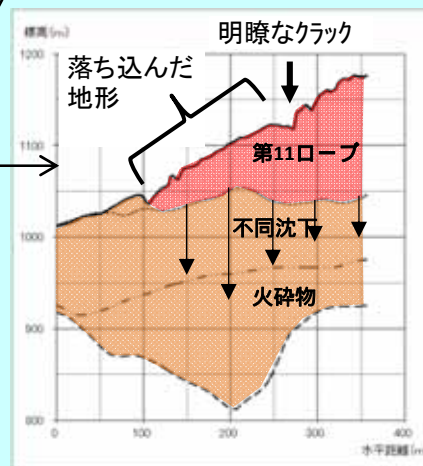 標高(m)
明瞭なクラック
1200
落ち込んだ
地形
1100
第11ローブ
不同沈下
1000
火砕物
900
800
0
100
200
300
400
水平距離(m)